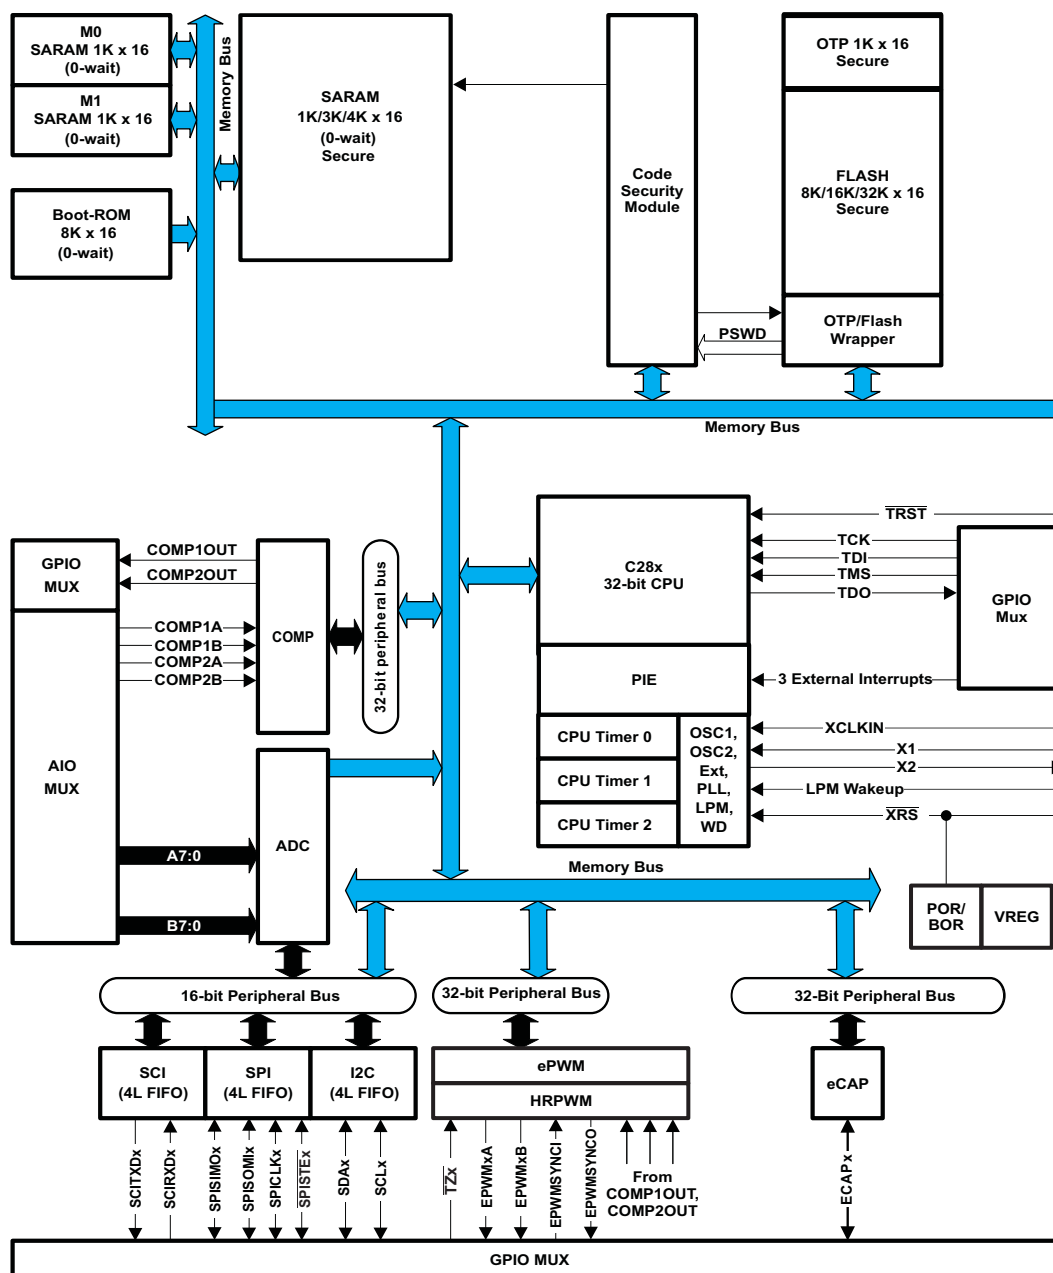 M0
SARAM 1K x 16
(0-wait)
M1
SARAM 1K x 16
(0-wait)
Boot-ROM
8K x 16
(0-wait)
Memory Bus
SARAM
1K/3K/4K x 16
(0-wait)
Secure
Code
Security
Module
OTP 1K x 16
Secure
FLASH
8K/16K/32K x 16
Secure
OTP/Flash
Wrapper
PSWD
Memory Bus
GPIO
MUX
AIO
MUX
COMP1OUT
COMP2OUT
COMP1A
COMP1B
COMP2A
COMP2B
COMP
32-bit peripheral bus
A7:0
B7:0
ADC
C28x
32-bit CPU
PIE
CPU Timer 0
CPU Timer 1
CPU Timer 2
OSC1,
OSC2,
Ext,
PLL,
LPM,
WD
TRST
TCK
TDI
TMS
TDO
GPIO
Mux
3 External Interrupts
XCLKIN
X1
X2
LPM Wakeup
XRS
POR/
BOR
VREG
Memory Bus
16-bit Peripheral Bus
32-bit Peripheral Bus
32-Bit Peripheral Bus
SCI
(4L FIFO)
SPI
(4L FIFO)
I2C
(4L FIFO)
ePWM
HRPWM
eCAP
SCITXDx
SCIRXDx
SPISIMOx
SPISOMIx
SPICLKx
SPISTEx
SDAx
SCLx
TZx
EPWMxA
EPWMxB
EPWMSYNCI
EPWMSYNCO
From
COMP1OUT,
COMP2OUT
ECAPx
GPIO MUX